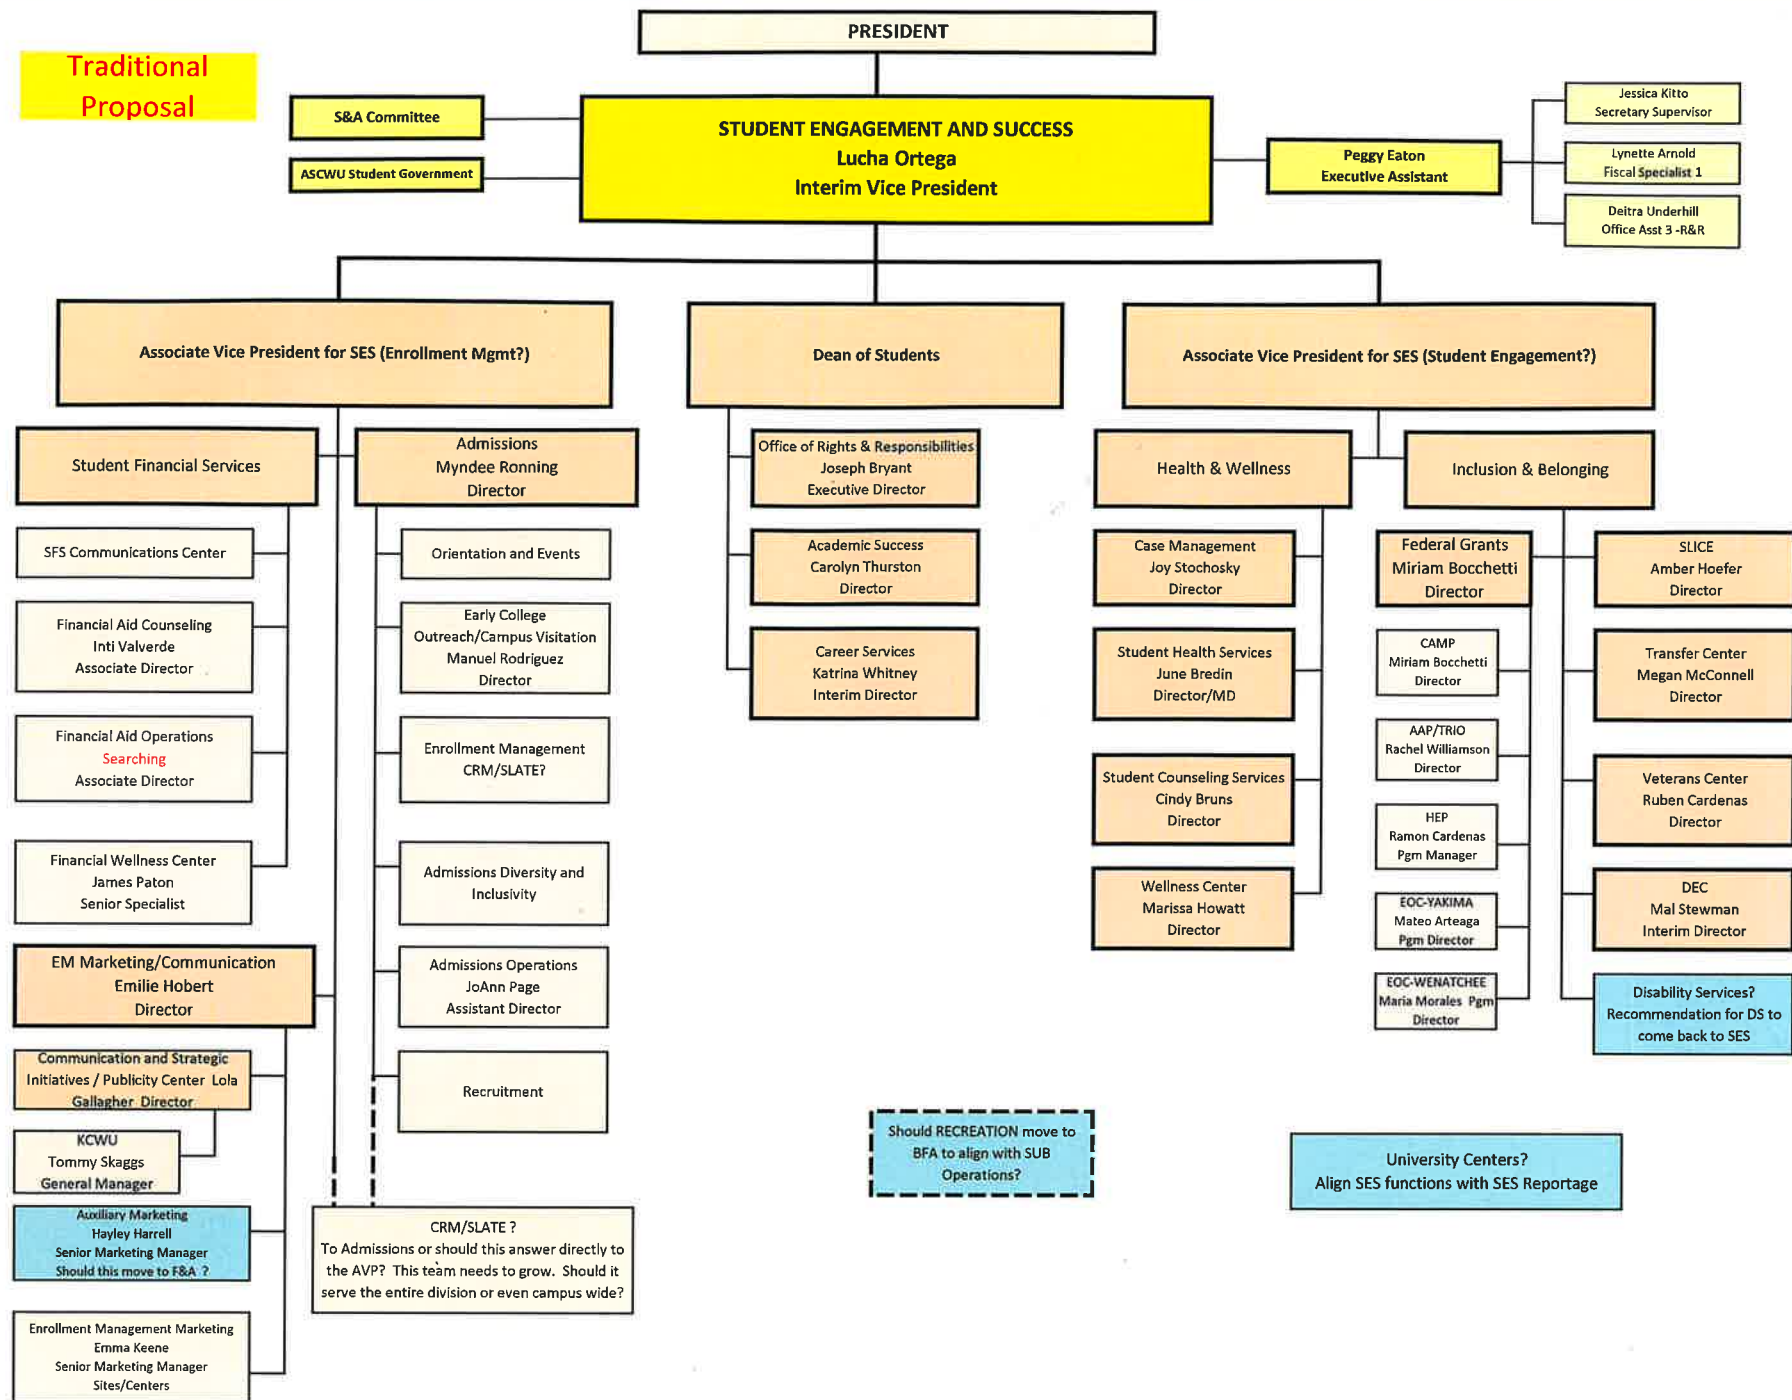 PRESIDENT
Traditional
Proposal
S&A Committee
ASCWU Student Government
STUDENT ENGAGEMENT AND SUCCESS
Lucha Ortega
Interim Vice President
Peggy Eaton
Executive Assistant
Jessica Kitto
Secretary Supervisor
Lynette Arnold
Fiscal Specialist 1
Deitra Underhill
Office Asst 3 -R&R
Associate Vice President for SES (Enrollment Mgmt?)
Dean of Students
Associate Vice President for SES (Student Engagement?)
Student Financial Services
SFS Communications Center
Financial Aid Counseling
Inti Valverde
Associate Director
Financial Aid Operations
Searching
Associate Director
Financial Wellness Center
James Paton
Senior Specialist
EM Marketing/Communication
Emilie Hobert
Director
Communication and Strategic
Initiatives / Publicity Center Lola
Gallagher Director
KCWU
Tommy Skaggs
General Manager
Auxiliary Marketing
Hayley Harrell
Senior Marketing Manager
Should this move to F&A ?
Enrollment Management Marketing
Emma Keene
Senior Marketing Manager
Sites/Centers
Admissions
Myndee Ronning
Director
Orientation and Events
Early College
Outreach/Campus Visitation
Manuel Rodriguez
Director
Enrollment Management
CRM/SLATE?
Admissions Diversity and
Inclusivity
Admissions Operations
JoAnn Page
Assistant Director
Recruitment
CRM/SLATE ?
To Admissions or should this answer directly to
the AVP? This team needs to grow. Should it
serve the entire division or even campus wide?
Office of Rights & Responsibilities
Joseph Bryant
Executive Director
Academic Success
Carolyn Thurston
Director
Career Services
Katrina Whitney
Interim Director
Health & Wellness
Case Management
Joy Stochosky
Director
Student Health Services
June Bredin
Director/MD
Student Counseling Services
Cindy Bruns
Director
Wellness Center
Marissa Howatt
Director
Inclusion & Belonging
Federal Grants
Miriam Bocchetti
Director
CAMP
Miriam Bocchetti
Director
AAP/TRIO
Rachel Williamson
Director
HEP
Ramon Cardenas
Pgm Manager
EOC-YAKIMA
Mateo Arteaga
Pgm Director
EOC-WENATCHEE
Maria Morales Pgm
Director
SLICE
Amber Hoefer
Director
Transfer Center
Megan McConnell
Director
Veterans Center
Ruben Cardenas
Director
DEC
Mal Stewman
Interim Director
Disability Services?
Recommendation for DS to
come back to SES
Should RECREATION move to
BFA to align with SUB
Operations?
University Centers?
Align SES functions with SES Reportage